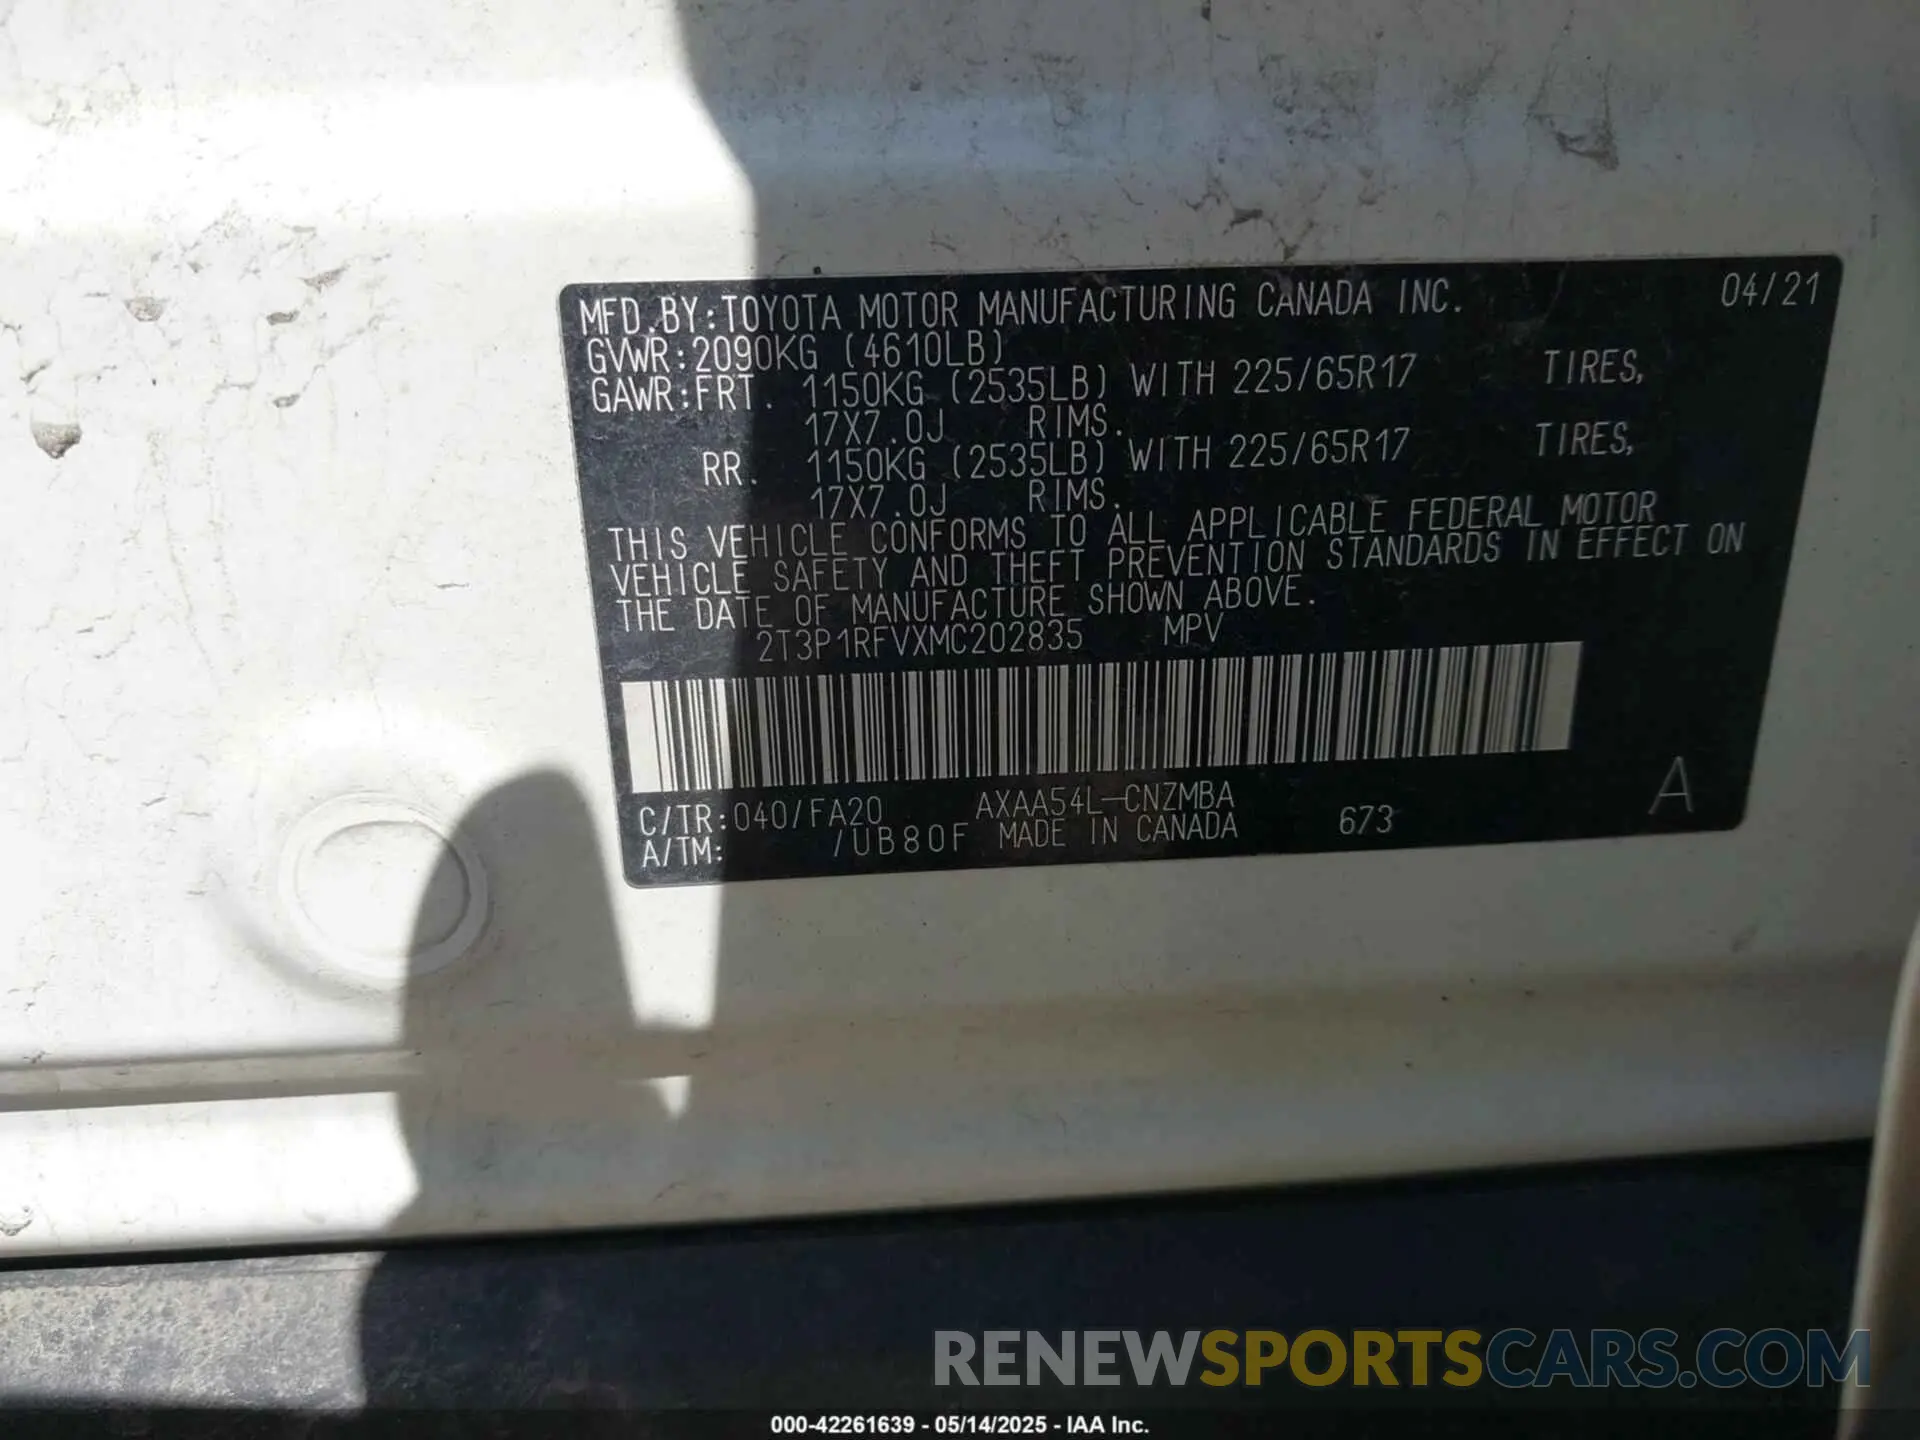 MFD.BY:TOYOTA MOTOR MANUFACTURING CANADA INC. 04/21
GVWR:2090KG (4610LB)
GAWR:FRT. 1150KG (2535LB) WITH 225/65R17 TIRES,
17X7.0J RIMS.
RR. 1150KG (2535LB) WITH 225/65R17 TIRES,
17X7.0J RIMS.
THIS VEHICLE CONFORMS TO ALL APPLICABLE FEDERAL MOTOR
VEHICLE SAFETY AND THEFT PREVENTION STANDARDS IN EFFECT ON
THE DATE OF MANUFACTURE SHOWN ABOVE.
2T3P1RFVXMC202835 MPV
C/TR:040/FA20 AXAA54L-CNZMBA A
A/TM: /UB80F MADE IN CANADA 673
RENEWSPORTSCARS.COM
000-42261639 - 05/14/2025 - IAA Inc.